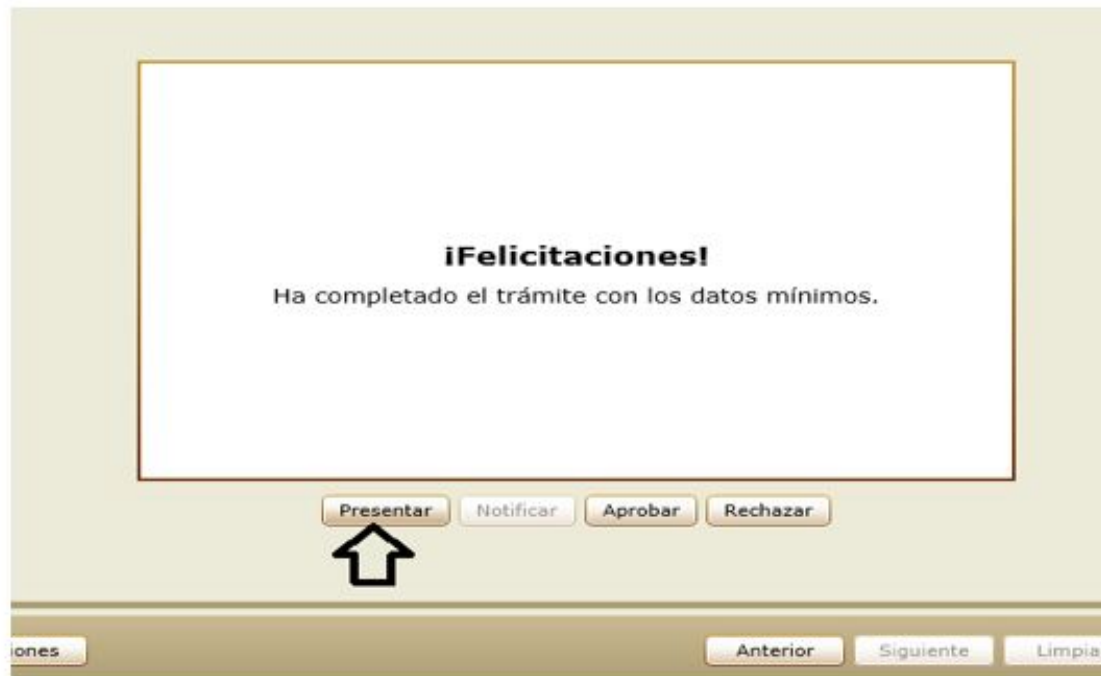 ¡Felicitaciones!
Ha completado el trámite con los datos mínimos.
Presentar Notificar Aprobar Rechazar
iones Anterior Siguiente Limpia